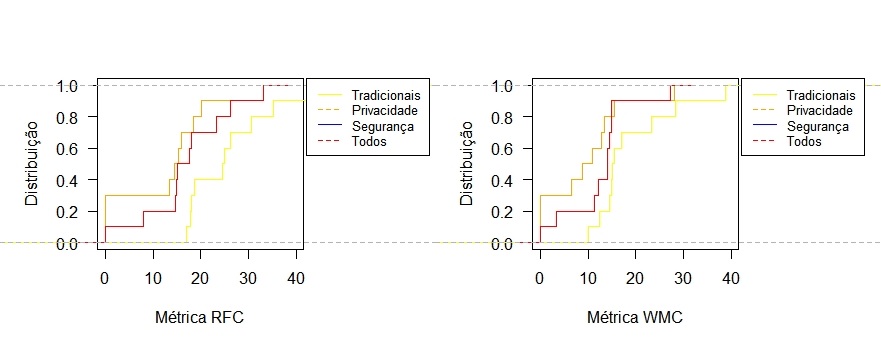 1.0
0.8
0.6
0.4
0.2
0.0
Distribuição
0 10 20 30 40
Métrica RFC
Tradicionais
Privacidade
Segurança
Todos
1.0
0.8
0.6
0.4
0.2
0.0
Distribuição
0 10 20 30 40
Métrica WMC
Tradicionais
Privacidade
Segurança
Todos